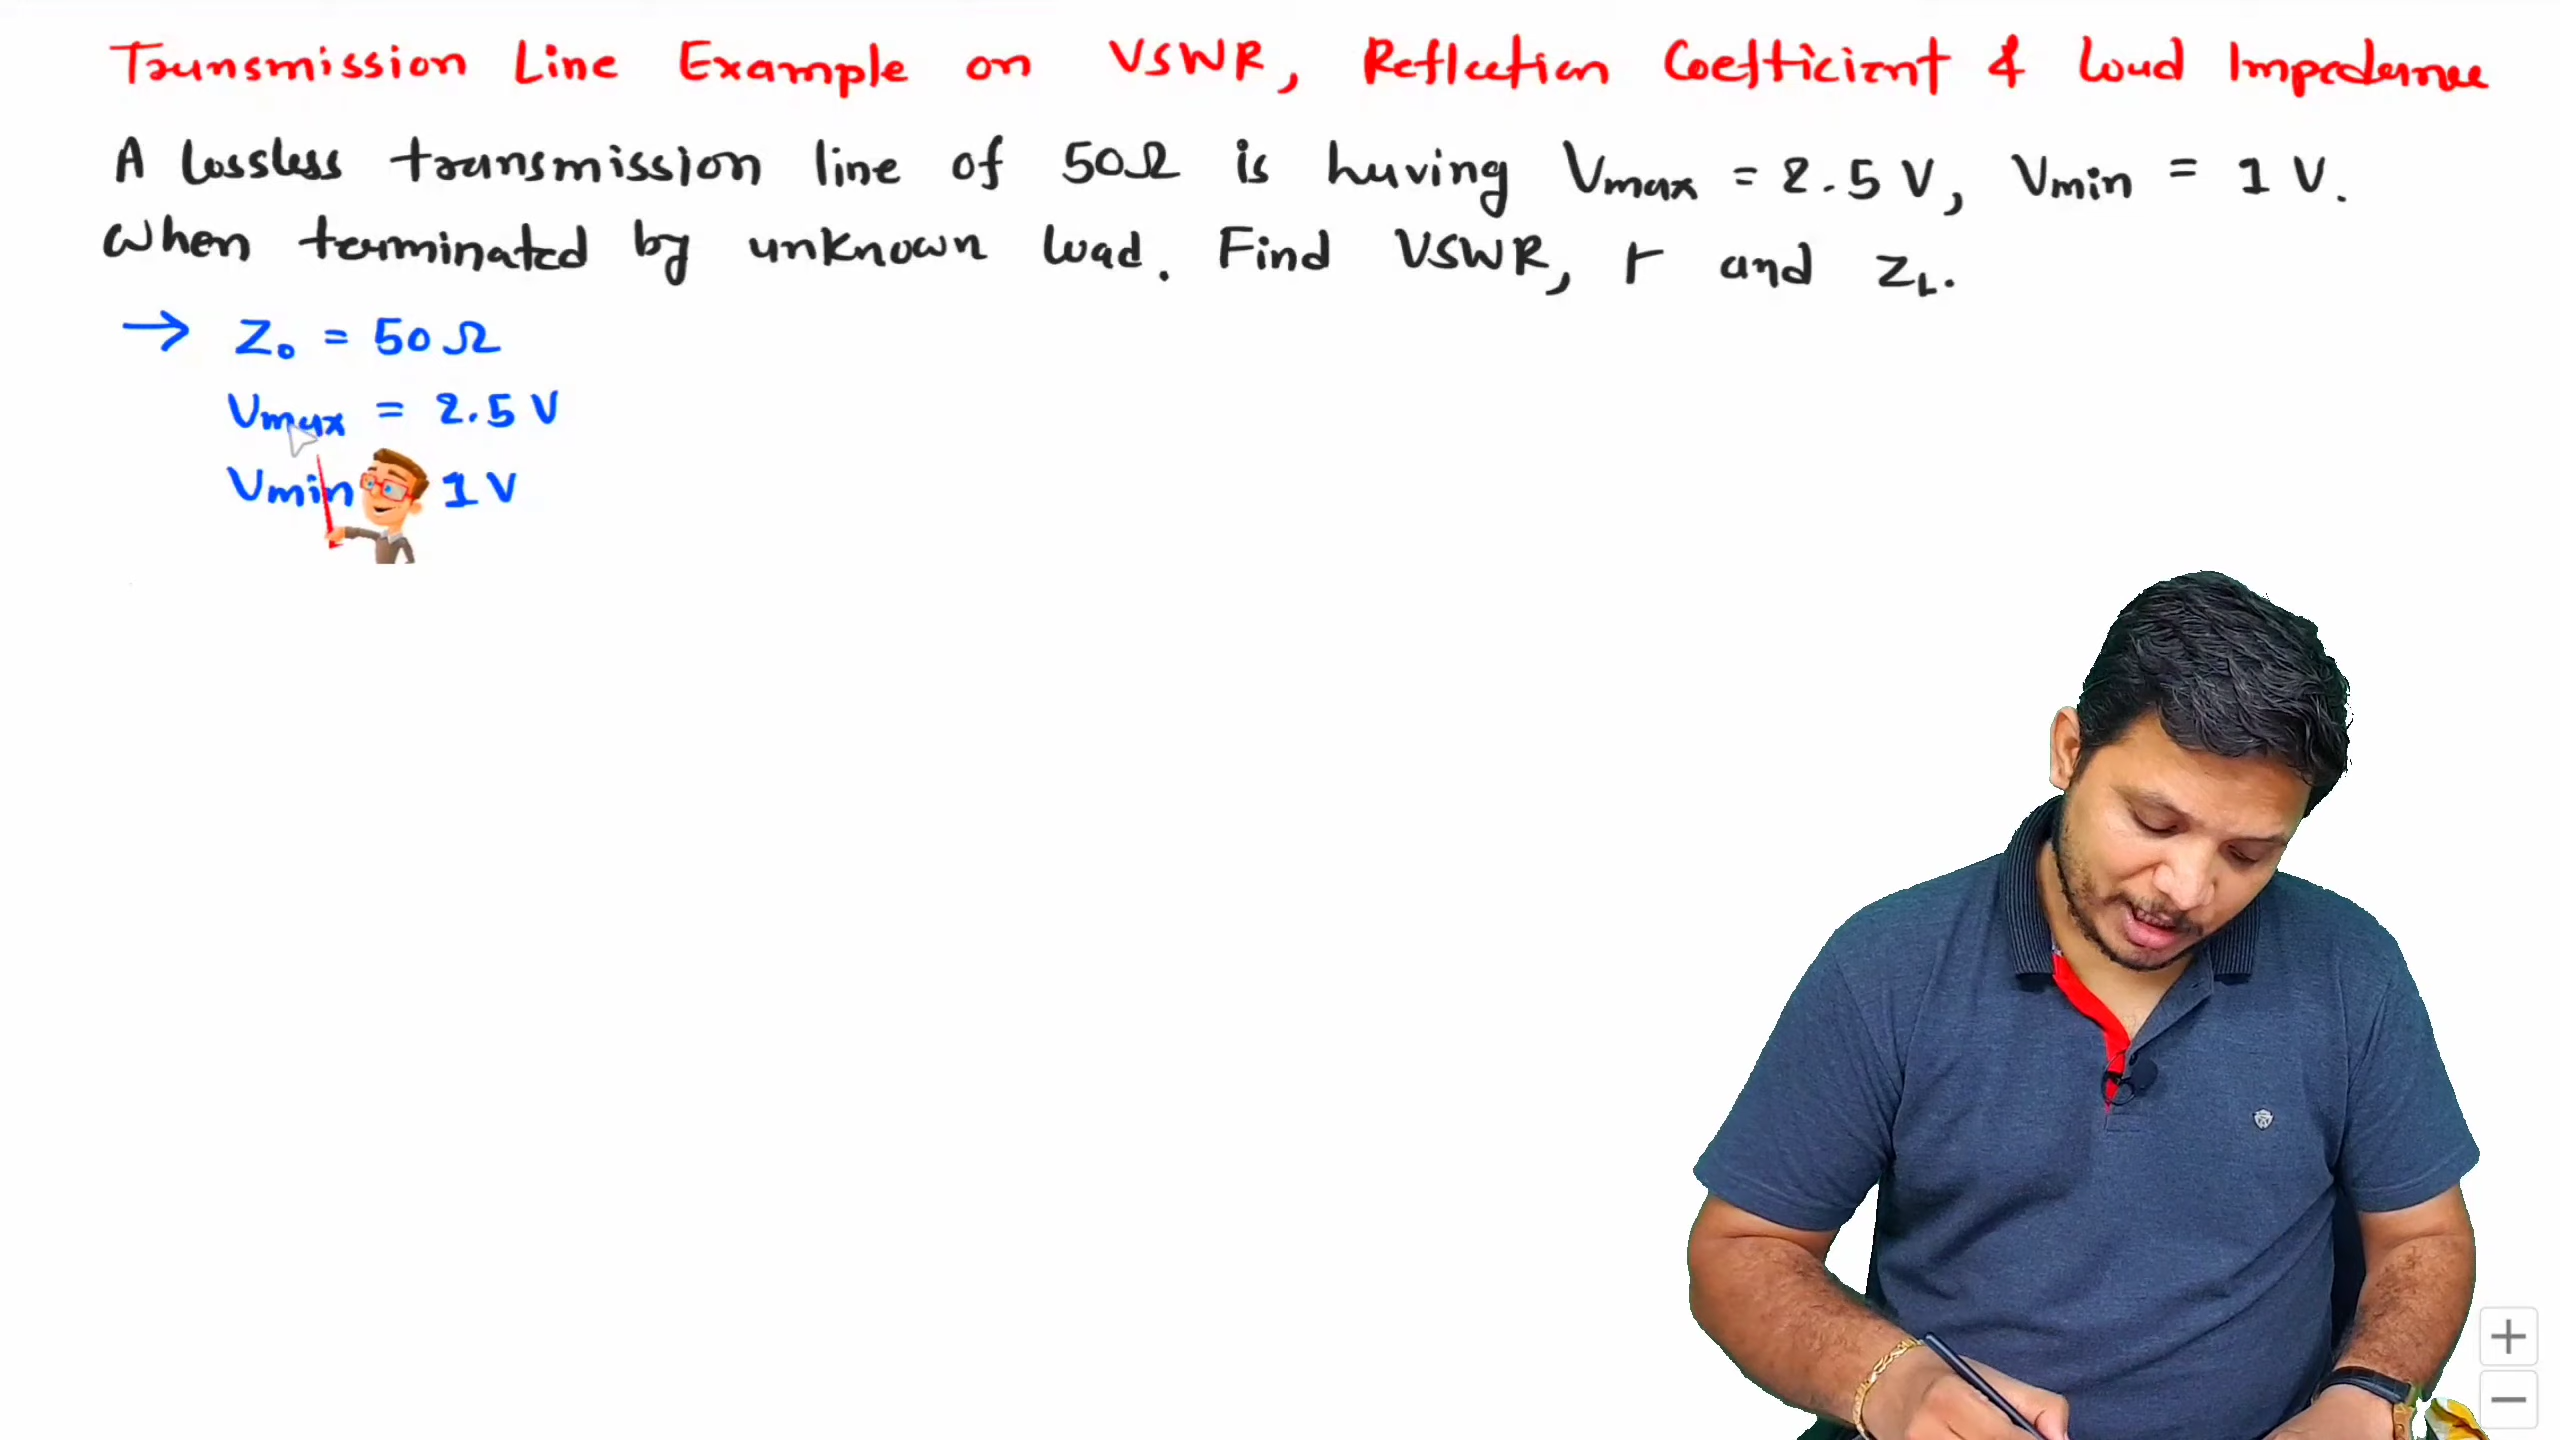 Transmission Line Example on VSWR, Reflection Coefficient & Load Impedance
A lossless transmission line of 50Ω is having Vmax = 2.5 V, Vmin = 1 V.
When terminated by unknown load. Find VSWR, Γ and ZL.
→ Z0 = 50 Ω
Vmax = 2.5 V
Vmin 1 V